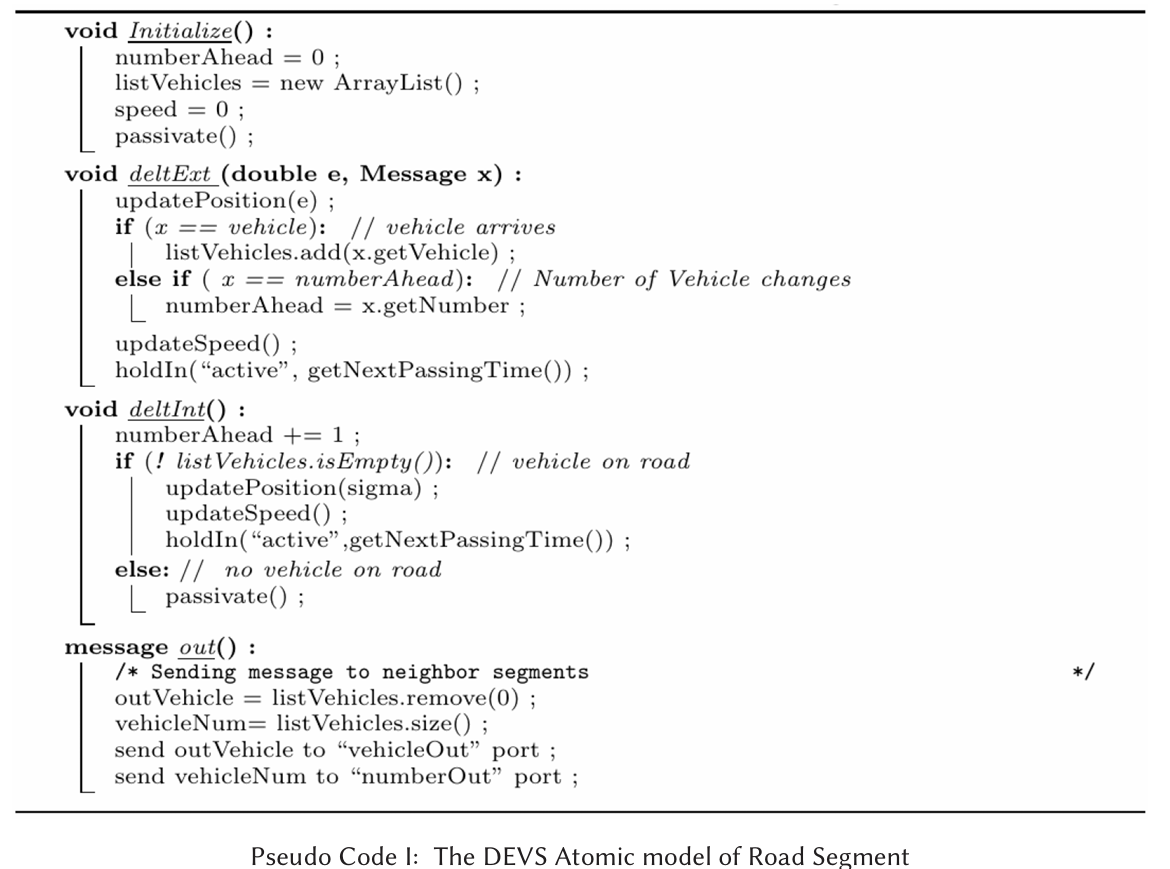 void Initialize() :
numberAhead = 0 ;
listVehicles = new ArrayList() ;
speed = 0 ;
passivate() ;
void deltExt (double e, Message x) :
updatePosition(e) ;
if (x == vehicle): // vehicle arrives
listVehicles.add(x.getVehicle) ;
else if ( x == numberAhead): // Number of Vehicle changes
numberAhead = x.getNumber ;
updateSpeed() ;
holdIn(“active”, getNextPassingTime()) ;
void deltInt() :
numberAhead += 1 ;
if (! listVehicles.isEmpty()): // vehicle on road
updatePosition(sigma) ;
updateSpeed() ;
holdIn(“active”,getNextPassingTime()) ;
else: // no vehicle on road
passivate() ;
message out() :
/* Sending message to neighbor segments */
outVehicle = listVehicles.remove(0) ;
vehicleNum= listVehicles.size() ;
send outVehicle to “vehicleOut” port ;
send vehicleNum to “numberOut” port ;
Pseudo Code I: The DEVS Atomic model of Road Segment